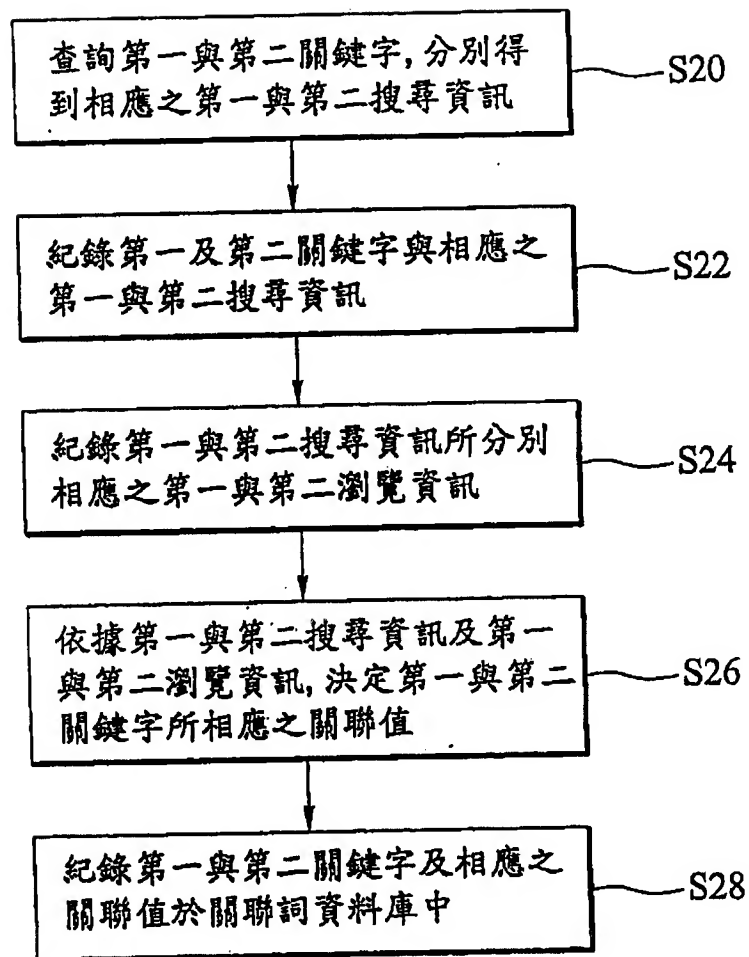 查詢第一與第二關鍵字,分別得
到相應之第一與第二搜尋資訊
S20
紀錄第一及第二關鍵字與相應之
第一與第二搜尋資訊
S22
紀錄第一與第二搜尋資訊所分別
相應之第一與第二瀏覽資訊
S24
依據第一與第二搜尋資訊及第一
與第二瀏覽資訊,決定第一與第二
關鍵字所相應之關聯值
S26
紀錄第一與第二關鍵字及相應之
關聯值於關聯詞資料庫中
S28